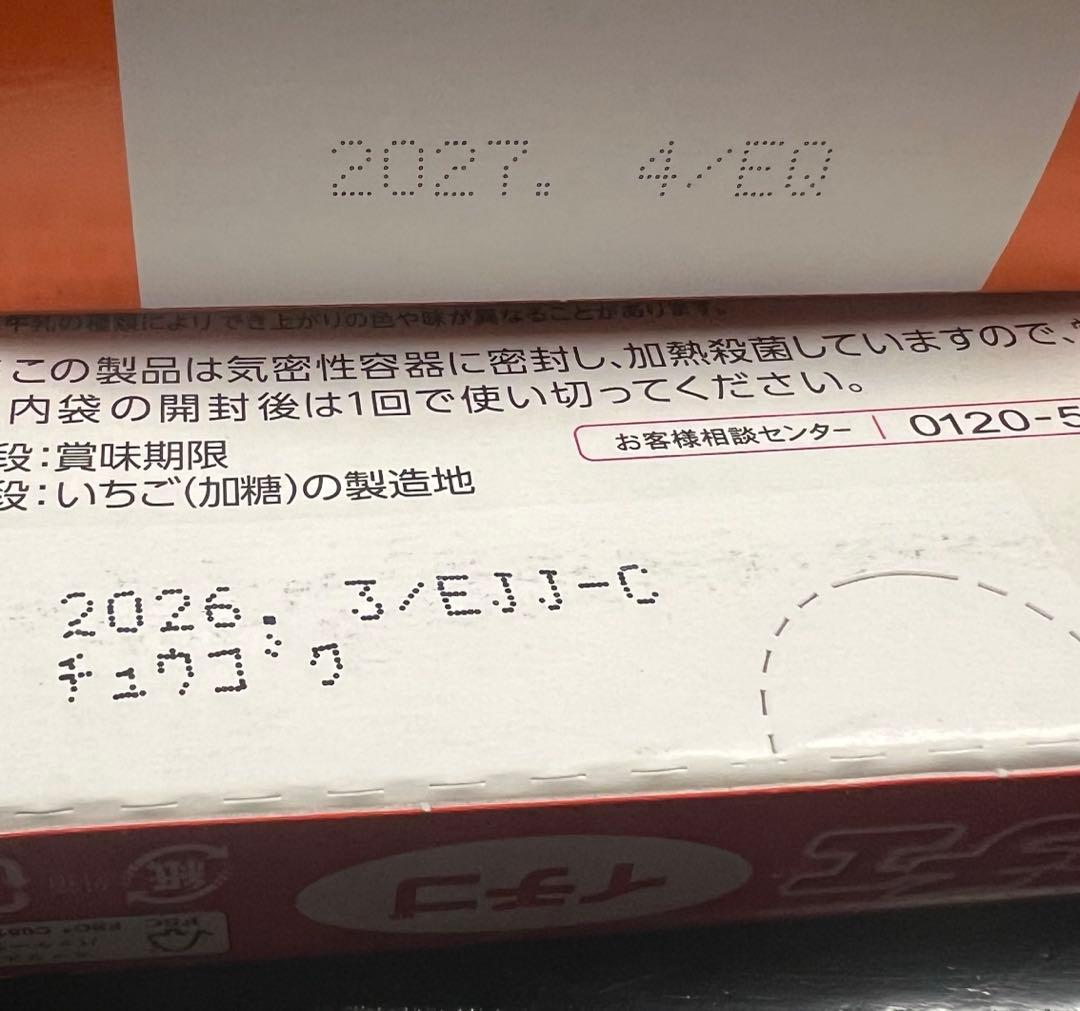 2027. 4/EQ
牛乳の種類によりでき上がりの色や味が異なることがあります。
この製品は気密性容器に密封し、加熱殺菌していますので、
内袋の開封後は1回で使い切ってください。
お客様相談センター | 0120-5
段:賞味期限
段:いちご(加糖)の製造地
2026. 3/EJJ-C
チュウゴク
イチゴ
紙